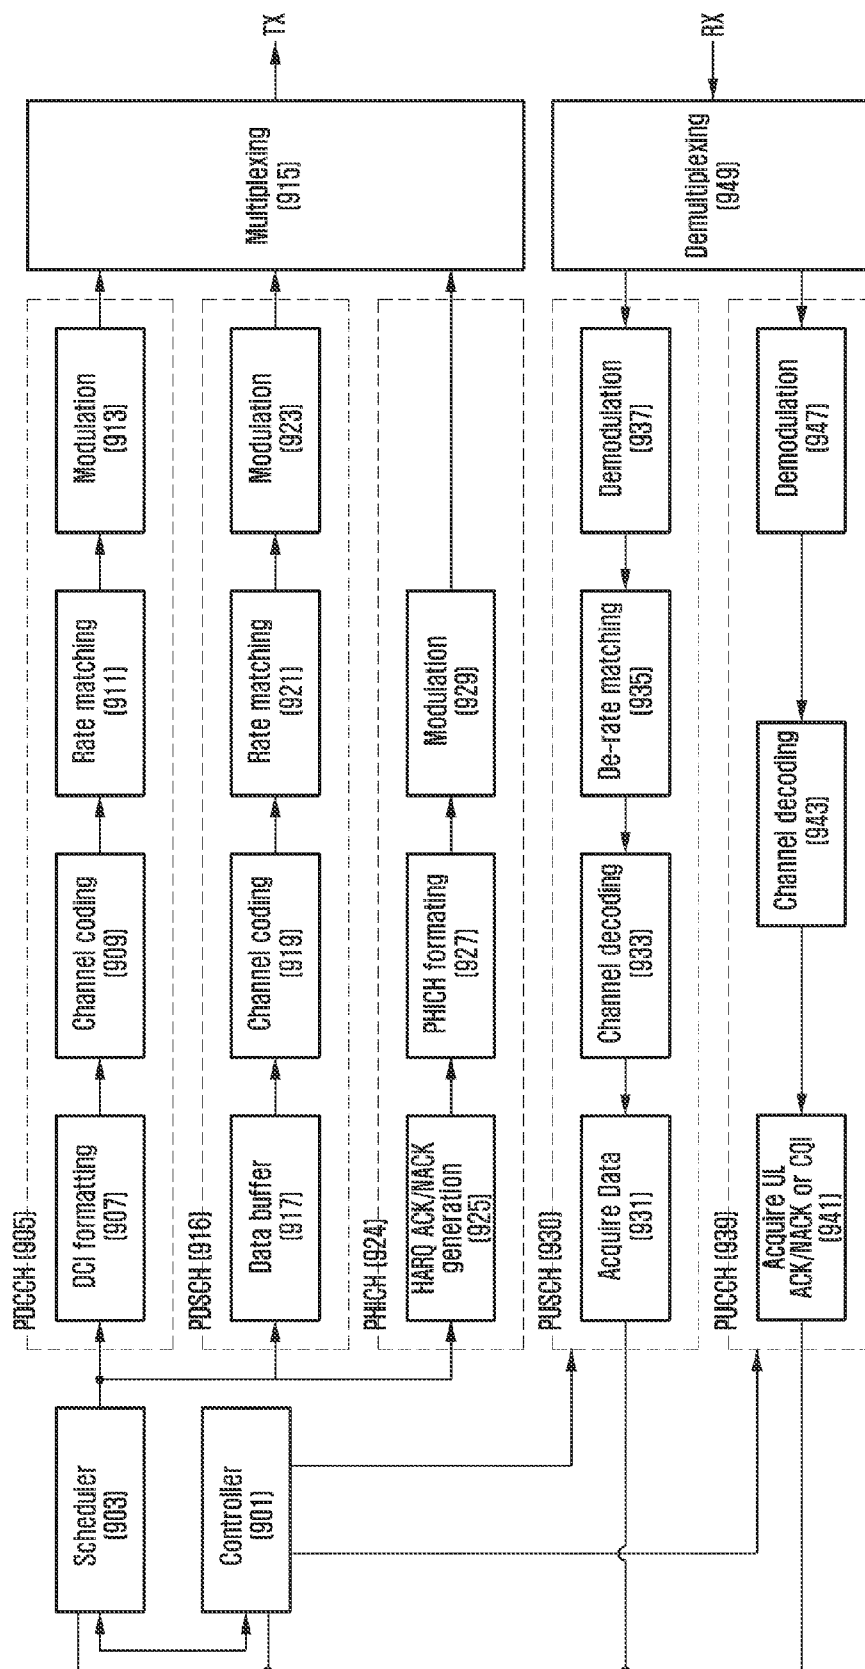 Scheduler
[903]
Controller
[901]
PDCCH [905]
DCI formatting
[907]
Channel coding
[909]
Rate matching
[911]
Modulation
[913]
PDSCH [916]
Data buffer
[917]
Channel coding
[919]
Rate matching
[921]
Modulation
[923]
PHICH [924]
HARQ ACK/NACK
generation
[925]
PHICH formating
[927]
Modulation
[929]
Multiplexing
[915]
TX
PUSCH [930]
Acquire Data
[931]
Channel decoding
[933]
De-rate matching
[935]
Demodulation
[937]
PUCCH [939]
Acquire UL
ACK/NACK or CQI
[941]
Channel decoding
[943]
Demodulation
[947]
Demultiplexing
[949]
RX